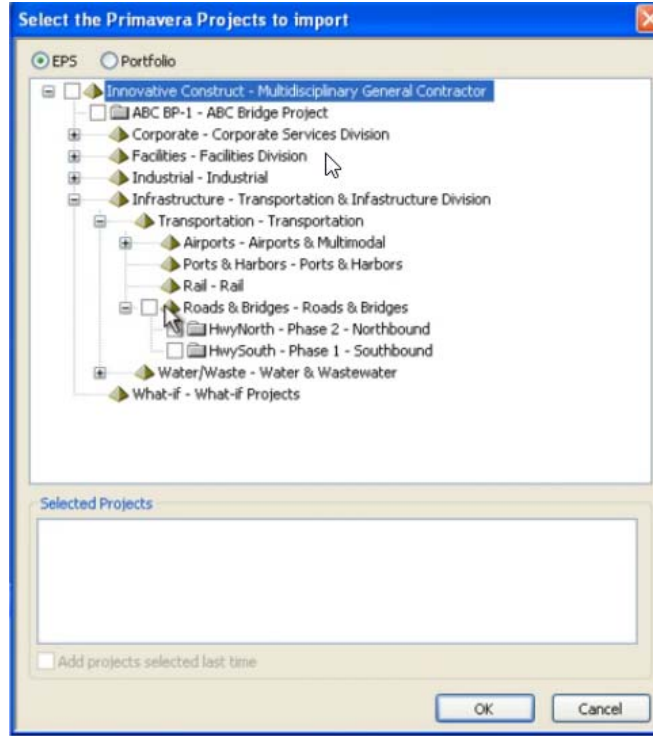 Select the Primavera Projects to import
EPS Portfolio
Innovative Construct - Multidisciplinary General Contractor
ABC BP-1 - ABC Bridge Project
Corporate - Corporate Services Division
Facilities - Facilities Division
Industrial - Industrial
Infrastructure - Transportation & Infastructure Division
Transportation - Transportation
Airports - Airports & Multimodal
Ports & Harbors - Ports & Harbors
Rail - Rail
Roads & Bridges - Roads & Bridges
HwyNorth - Phase 2 - Northbound
HwySouth - Phase 1 - Southbound
Water/Waste - Water & Wastewater
What-if - What-if Projects
Selected Projects
Add projects selected last time
OK Cancel